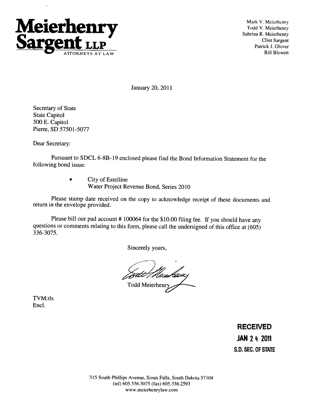 Meierhenry
Sargent LLP
ATTORNEYS AT LAW
Mark V. Meierhenry
Todd V. Meierhenry
Sabrina R. Meierhenry
Clint Sargent
Patrick J. Glover
Bill Blewett
January 20, 2011
Secretary of State
State Capitol
500 E. Capitol
Pierre, SD 57501-5077
Dear Secretary:
Pursuant to SDCL 6-8B-19 enclosed please find the Bond Information Statement for the
following bond issue:
• City of Estelline
Water Project Revenue Bond, Series 2010
Please stamp date received on the copy to acknowledge receipt of these documents and
return in the envelope provided.
Please bill our pad account # 100064 for the $10.00 filing fee. If you should have any
questions or comments relating to this form, please call the undersigned of this office at (605)
336-3075.
Sincerely yours,
Todd Meierhenry
Todd Meierhenry
TVM:tls
Encl.
RECEIVED
JAN 24 2011
S.D. SEC. OF STATE
315 South Phillips Avenue, Sioux Falls, South Dakota 57104
(tel) 605.336.3075 (fax) 605.336.2593
www.meierhenrylaw.com